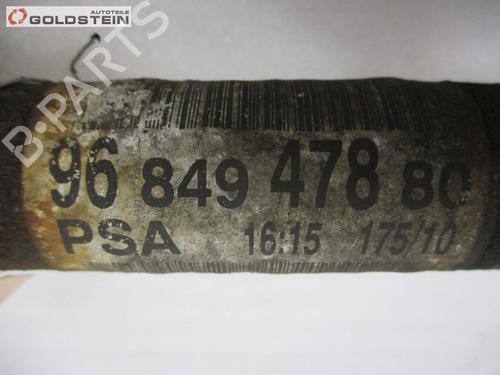 AUTOTEILE
GOLDSTEIN
B-PARTS
96 849 478 80
PSA 16:15 175/10